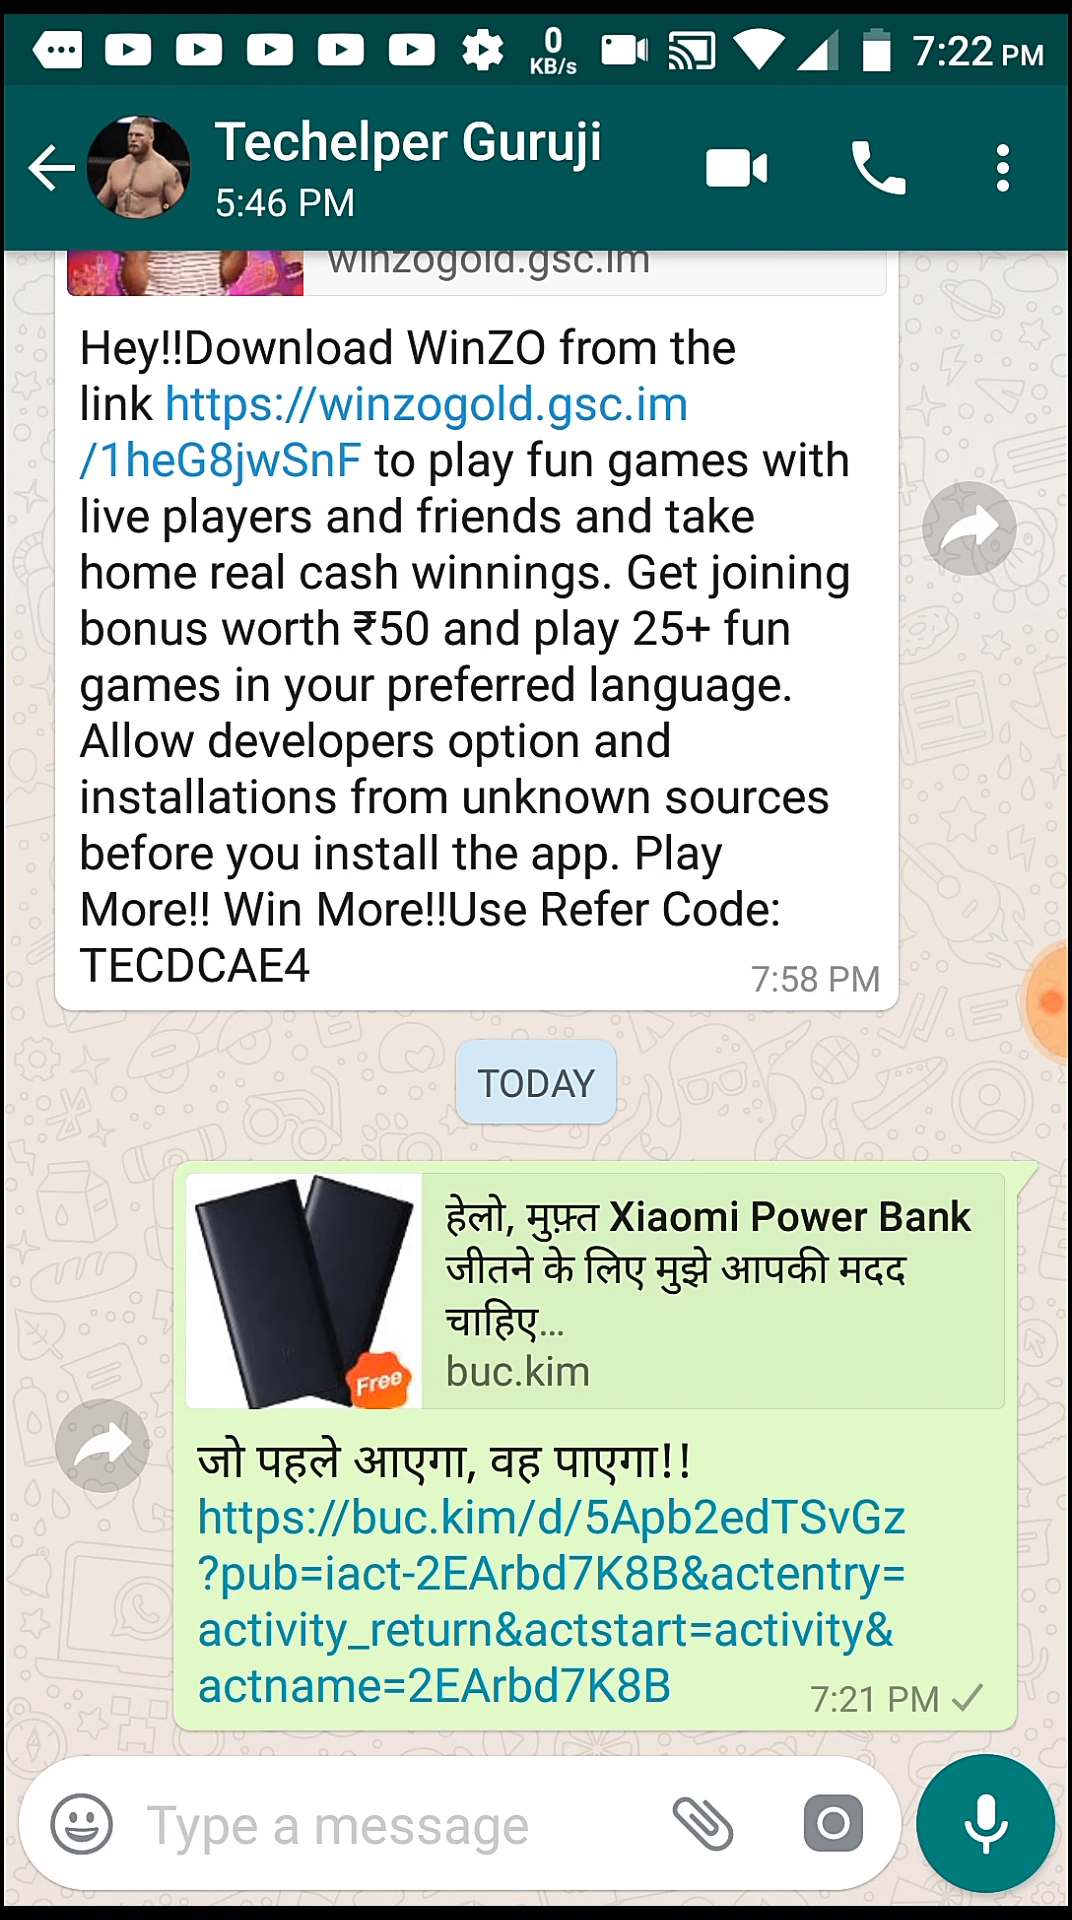 0
KB/s
7:22 PM
Techelper Guruji
5:46 PM
winzogold.gsc.im
Hey!!Download WinZO from the
link https://winzogold.gsc.im
/1heG8jwSnF to play fun games with
live players and friends and take
home real cash winnings. Get joining
bonus worth ₹50 and play 25+ fun
games in your preferred language.
Allow developers option and
installations from unknown sources
before you install the app. Play
More!! Win More!!Use Refer Code:
TECDCAE4
7:58 PM
TODAY
हेलो, मुफ़्त Xiaomi Power Bank
जीतने के लिए मुझे आपकी मदद
चाहिए...
buc.kim
Free
जो पहले आएगा, वह पाएगा!!
https://buc.kim/d/5Apb2edTSvGz
?pub=iact-2EArbd7K8B&actentry=
activity_return&actstart=activity&
actname=2EArbd7K8B
7:21 PM
Type a message